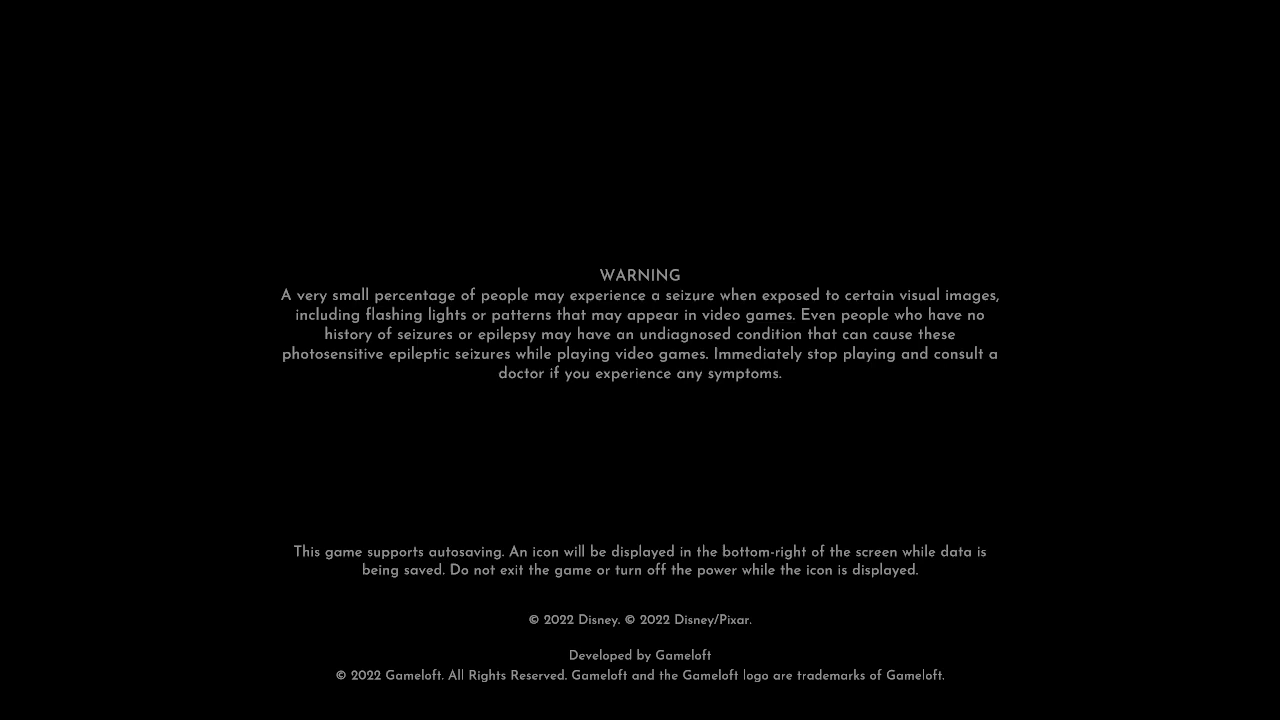 WARNING
A very small percentage of people may experience a seizure when exposed to certain visual images,
including flashing lights or patterns that may appear in video games. Even people who have no
history of seizures or epilepsy may have an undiagnosed condition that can cause these
photosensitive epileptic seizures while playing video games. Immediately stop playing and consult a
doctor if you experience any symptoms.
This game supports autosaving. An icon will be displayed in the bottom-right of the screen while data is
being saved. Do not exit the game or turn off the power while the icon is displayed.
© 2022 Disney. © 2022 Disney/Pixar.
Developed by Gameloft
© 2022 Gameloft. All Rights Reserved. Gameloft and the Gameloft logo are trademarks of Gameloft.